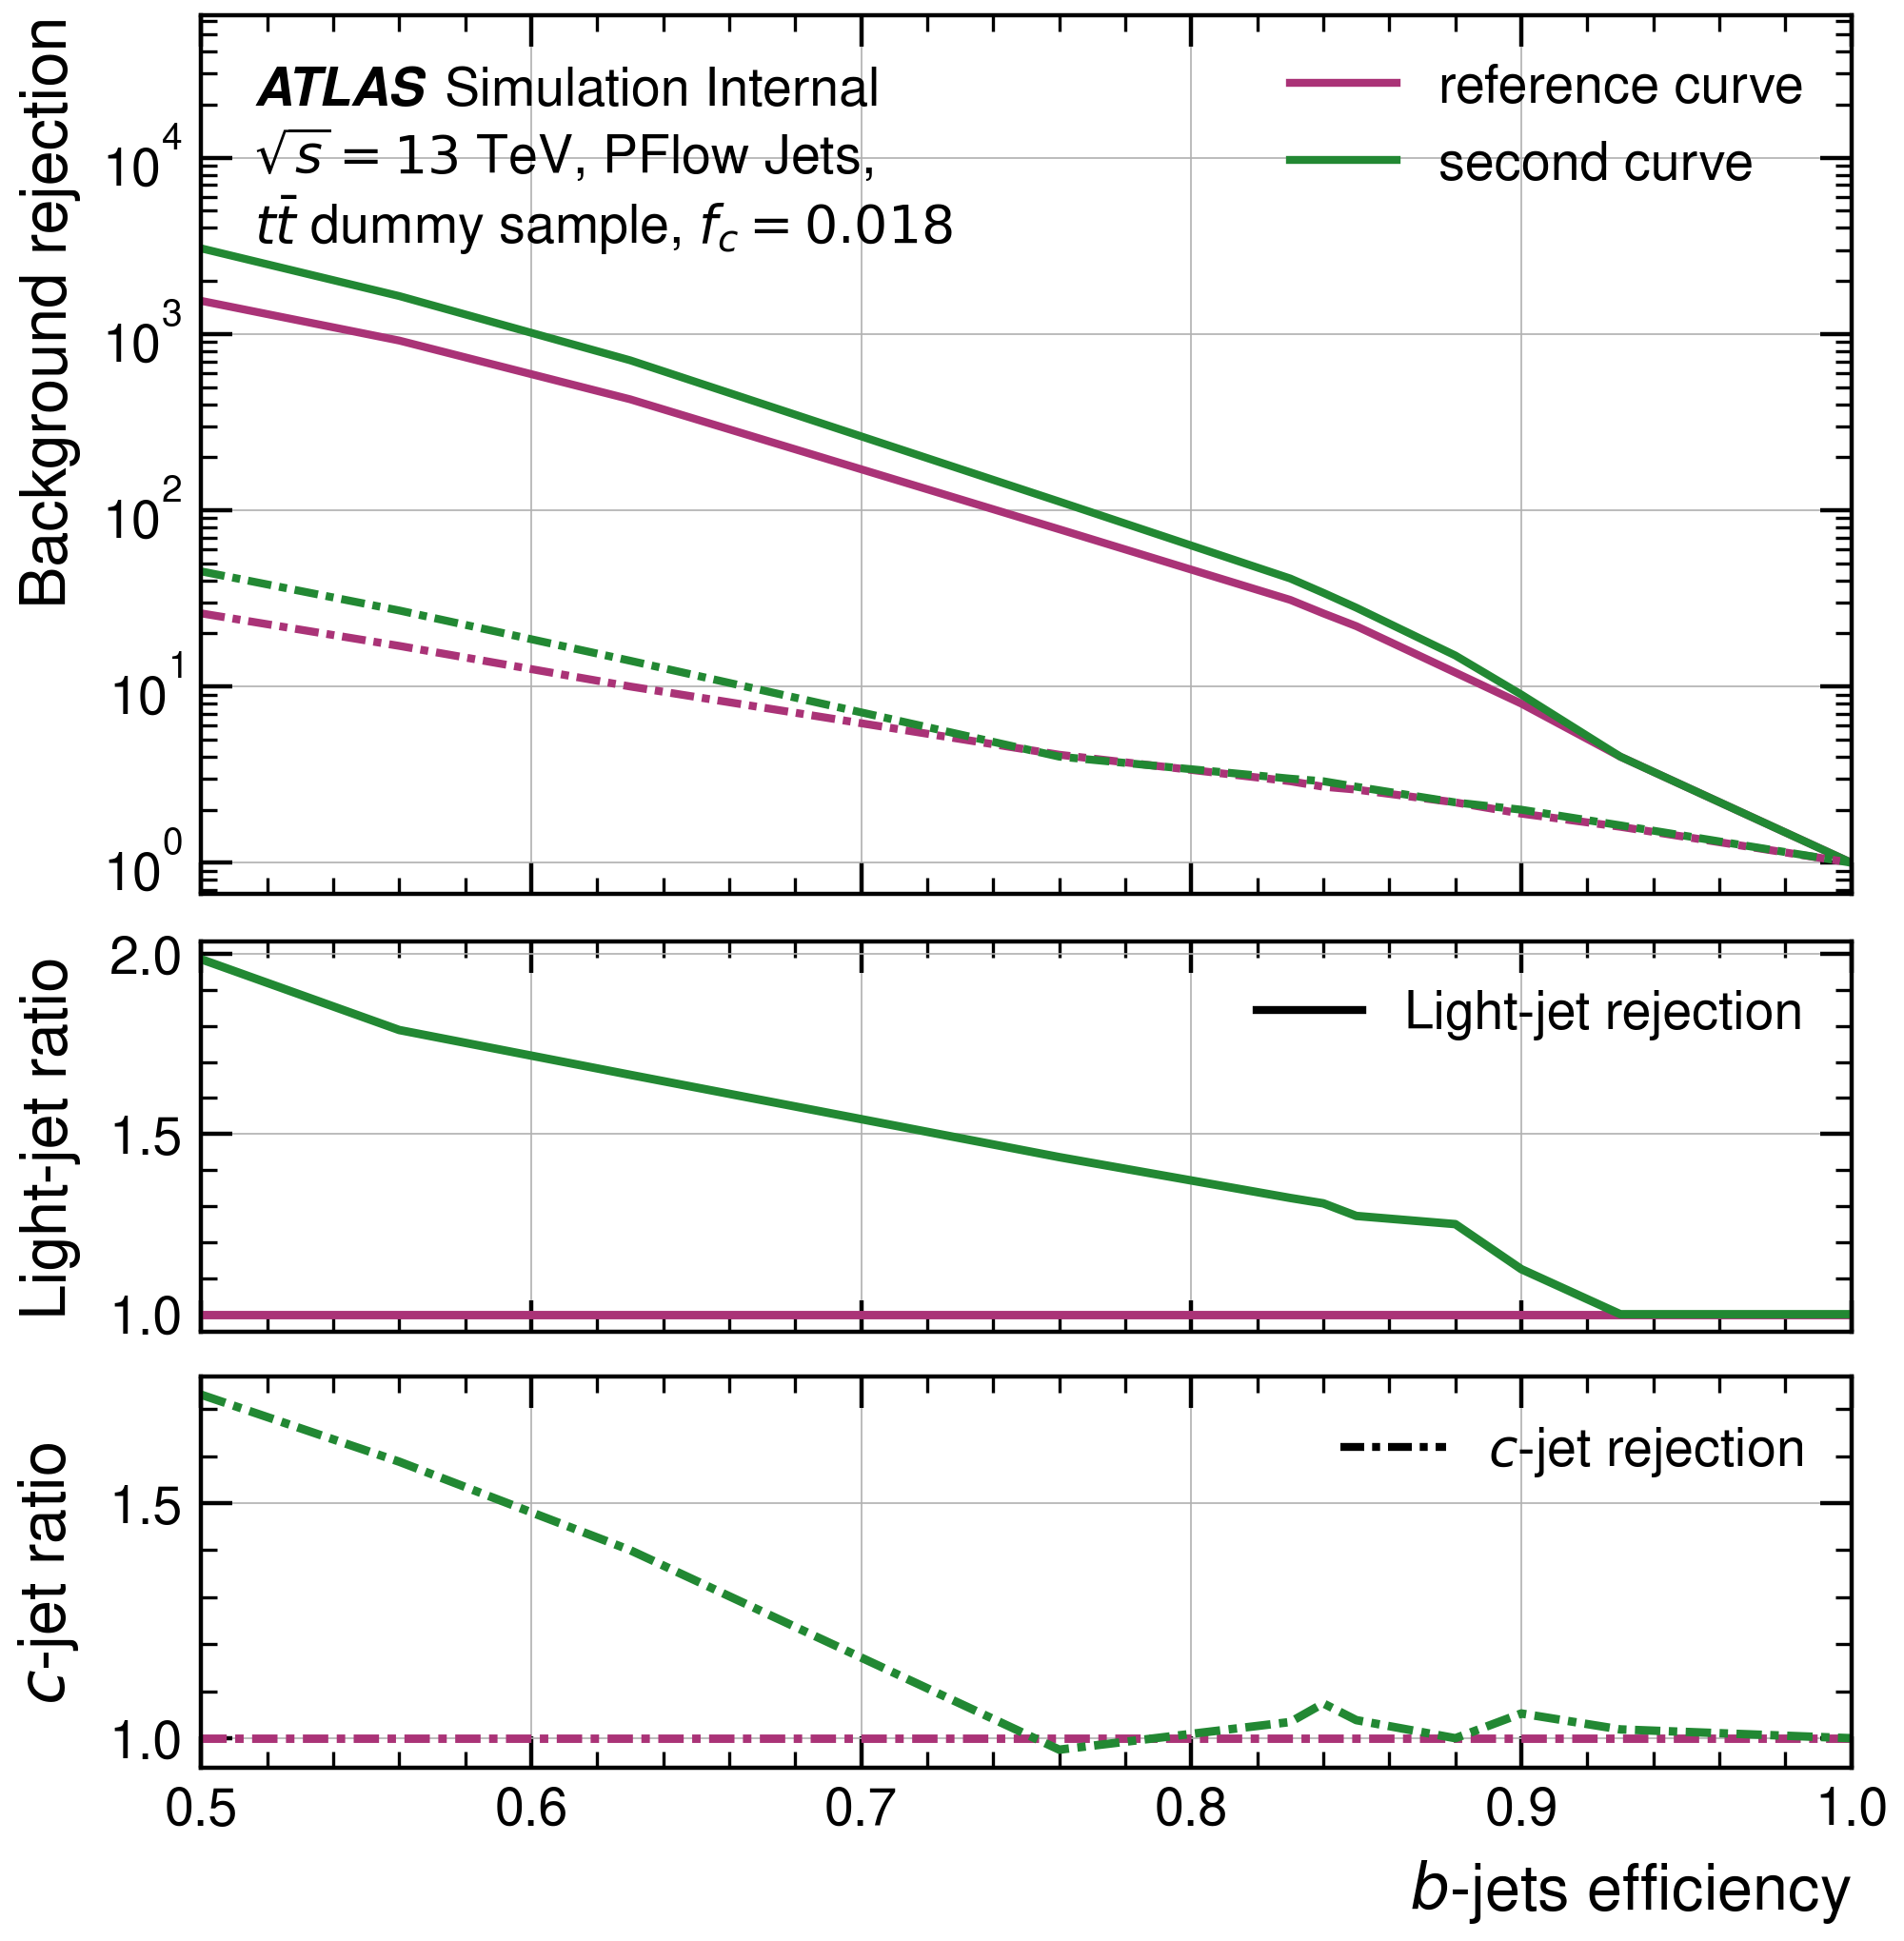 Background rejection
10^4
10^3
10^2
10^1
10^0
ATLAS Simulation Internal
√s = 13 TeV, PFlow Jets,
tt̄ dummy sample, f_c = 0.018
reference curve
second curve
Light-jet ratio
2.0
1.5
1.0
Light-jet rejection
c-jet ratio
1.5
1.0
c-jet rejection
0.5 0.6 0.7 0.8 0.9 1.0
b-jets efficiency